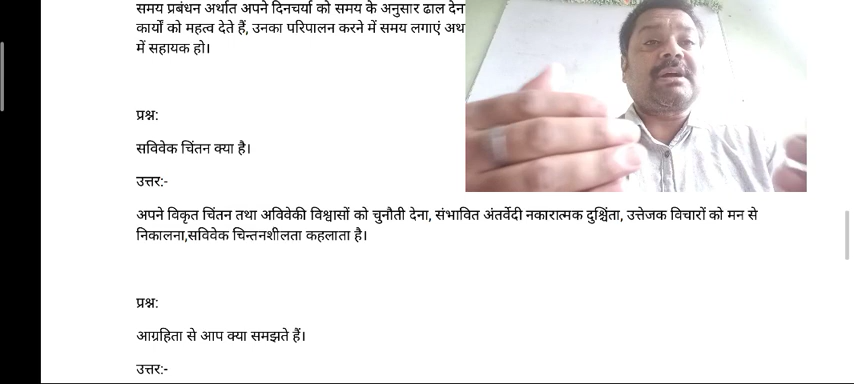 समय प्रबंधन अर्थात अपने दिनचर्या को समय के अनुसार ढाल देन
कार्यों को महत्व देते हैं, उनका परिपालन करने में समय लगाएं अथ
में सहायक हो।
प्रश्न:
सविवेक चिंतन क्या है।
उत्तर:-
अपने विकृत चिंतन तथा अविवेकी विश्वासों को चुनौती देना, संभावित अंतर्वेदी नकारात्मक दुश्चिंता, उत्तेजक विचारों को मन से
निकालना,सविवेक चिन्तनशीलता कहलाता है।
प्रश्न:
आग्रहिता से आप क्या समझते हैं।
उत्तर:-